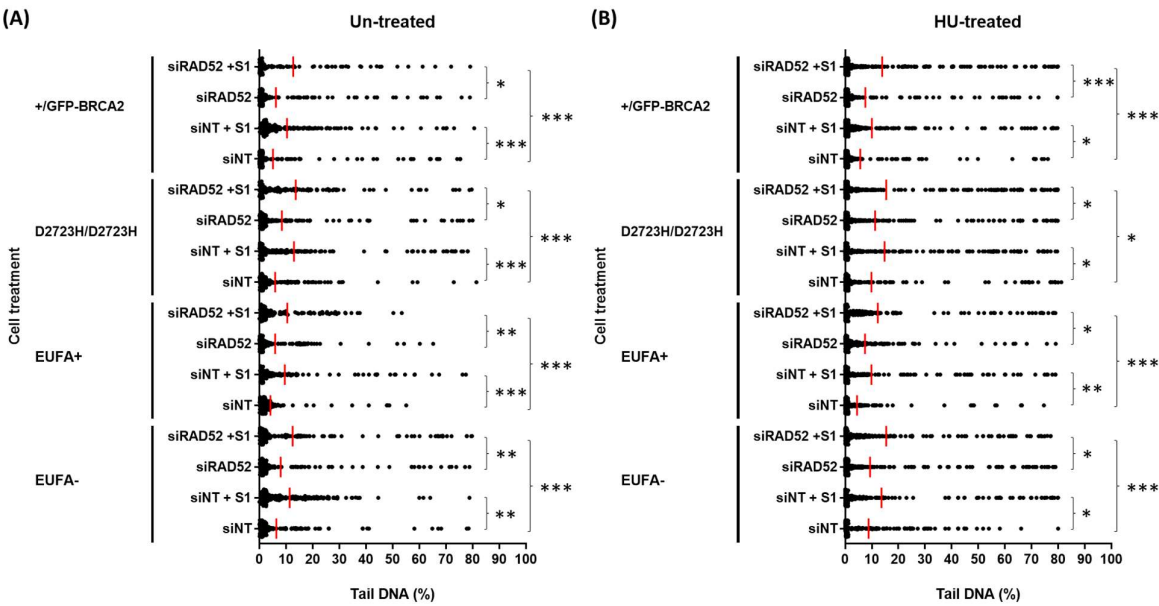 (A)
Un-treated
Cell treatment
+/GFP-BRCA2
siRAD52 +S1
siRAD52
siNT + S1
siNT
*
***
***
D2723H/D2723H
siRAD52 +S1
siRAD52
siNT + S1
siNT
*
***
***
EUFA+
siRAD52 +S1
siRAD52
siNT + S1
siNT
**
***
***
EUFA-
siRAD52 +S1
siRAD52
siNT + S1
siNT
**
**
***
0 10 20 30 40 50 60 70 80 90 100
Tail DNA (%)
(B)
HU-treated
Cell treatment
+/GFP-BRCA2
siRAD52 +S1
siRAD52
siNT + S1
siNT
***
*
***
D2723H/D2723H
siRAD52 +S1
siRAD52
siNT + S1
siNT
*
*
*
EUFA+
siRAD52 +S1
siRAD52
siNT + S1
siNT
*
**
***
EUFA-
siRAD52 +S1
siRAD52
siNT + S1
siNT
*
*
***
0 10 20 30 40 50 60 70 80 90 100
Tail DNA (%)